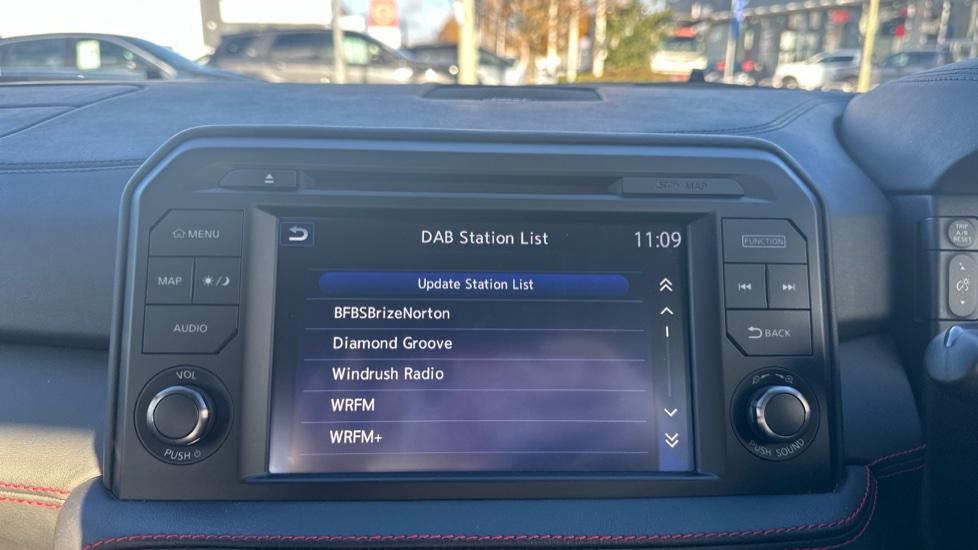 MAP
MENU
MAP
AUDIO
VOL
PUSH
DAB Station List
11:09
Update Station List
BFBSBrizeNorton
Diamond Groove
Windrush Radio
WRFM
WRFM+
FUNCTION
BACK
PUSH SOUND
TRIP
A/B
RESET